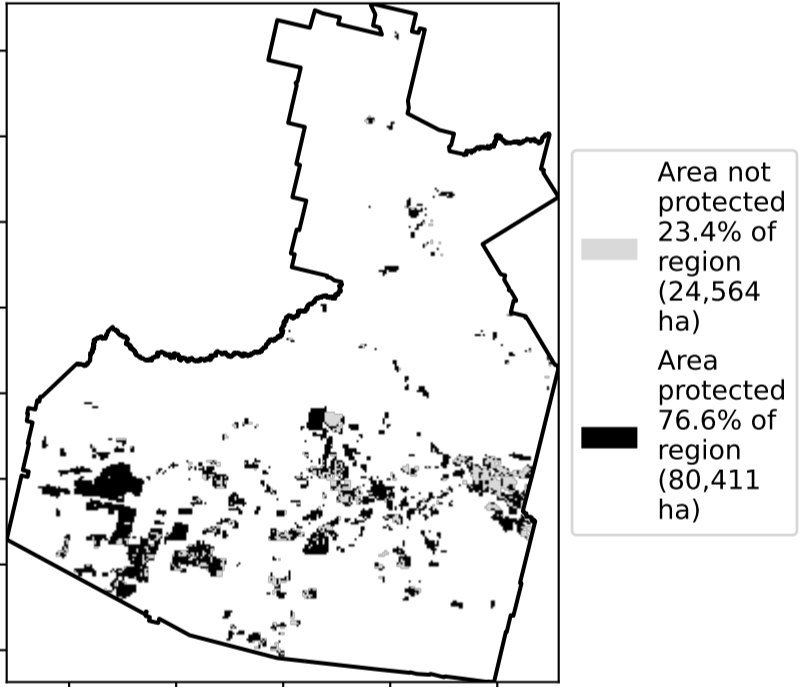 Area not
protected
23.4% of
region
(24,564
ha)
Area
protected
76.6% of
region
(80,411
ha)